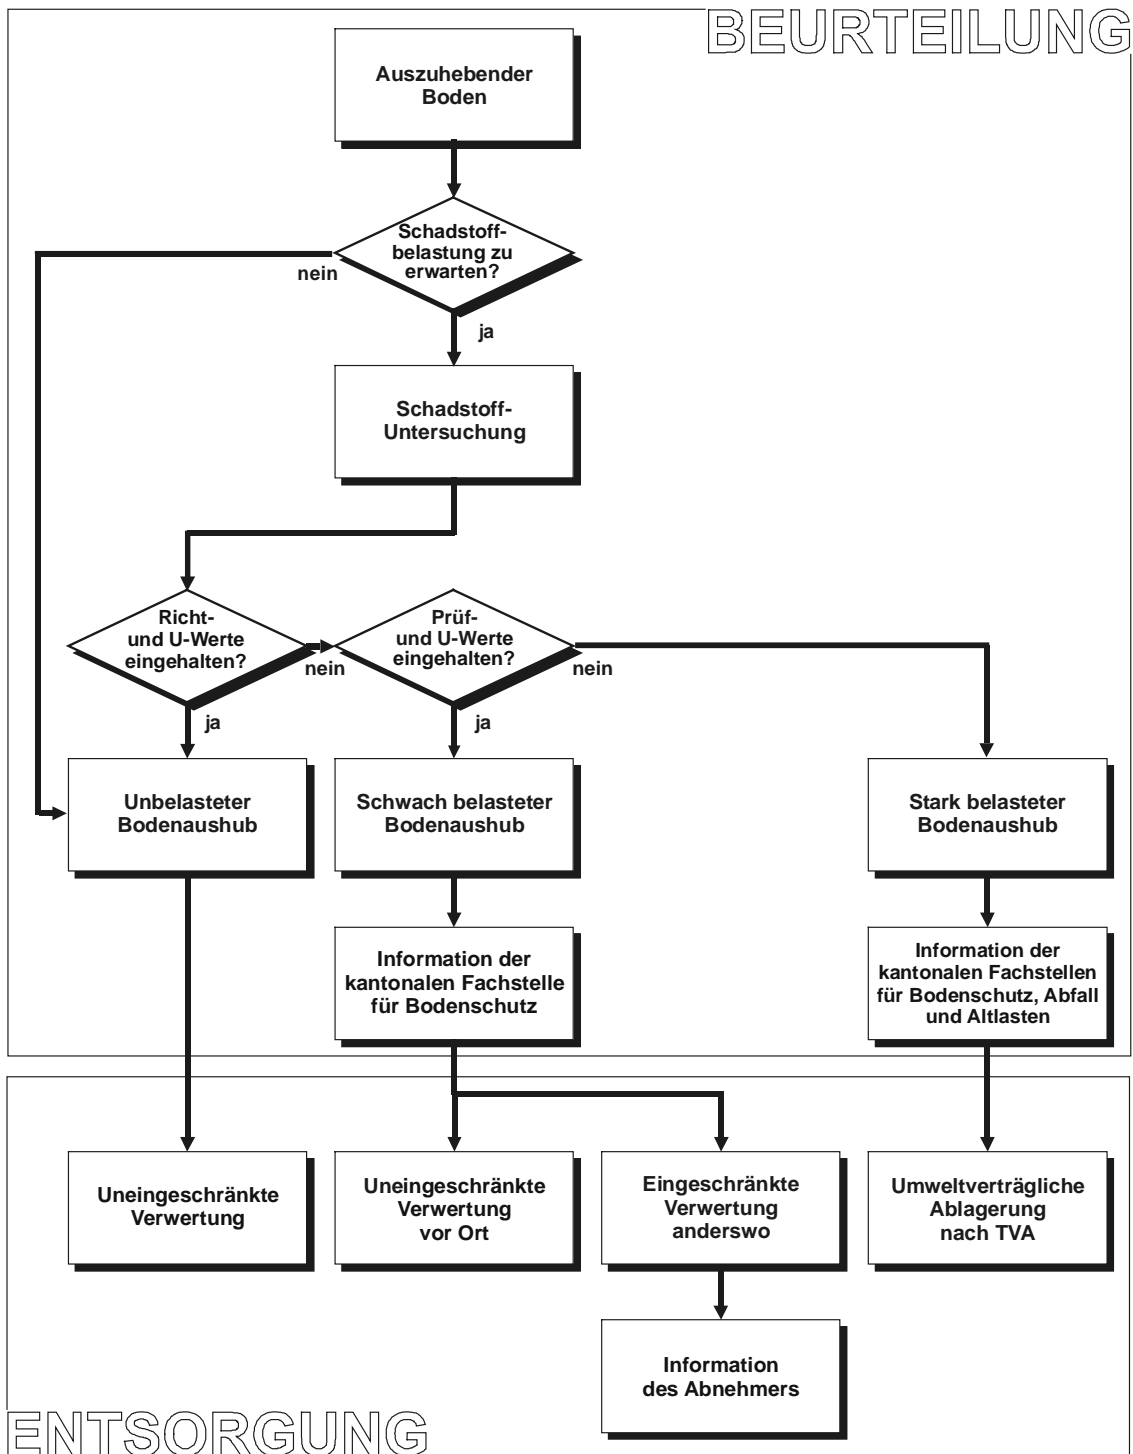 BEURTEILUNG
Auszuhebender
Boden
Schadstoff-
belastung zu
erwarten?
nein
ja
Schadstoff-
Untersuchung
Richt-
und U-Werte
eingehalten?
nein
ja
Prüf-
und U-Werte
eingehalten?
nein
ja
Unbelasteter
Bodenaushub
Schwach belasteter
Bodenaushub
Stark belasteter
Bodenaushub
Information der
kantonalen Fachstelle
für Bodenschutz
Information der
kantonalen Fachstellen
für Bodenschutz, Abfall
und Altlasten
Uneingeschränkte
Verwertung
Uneingeschränkte
Verwertung
vor Ort
Eingeschränkte
Verwertung
anderswo
Umweltverträgliche
Ablagerung
nach TVA
Information
des Abnehmers
ENTSORGUNG